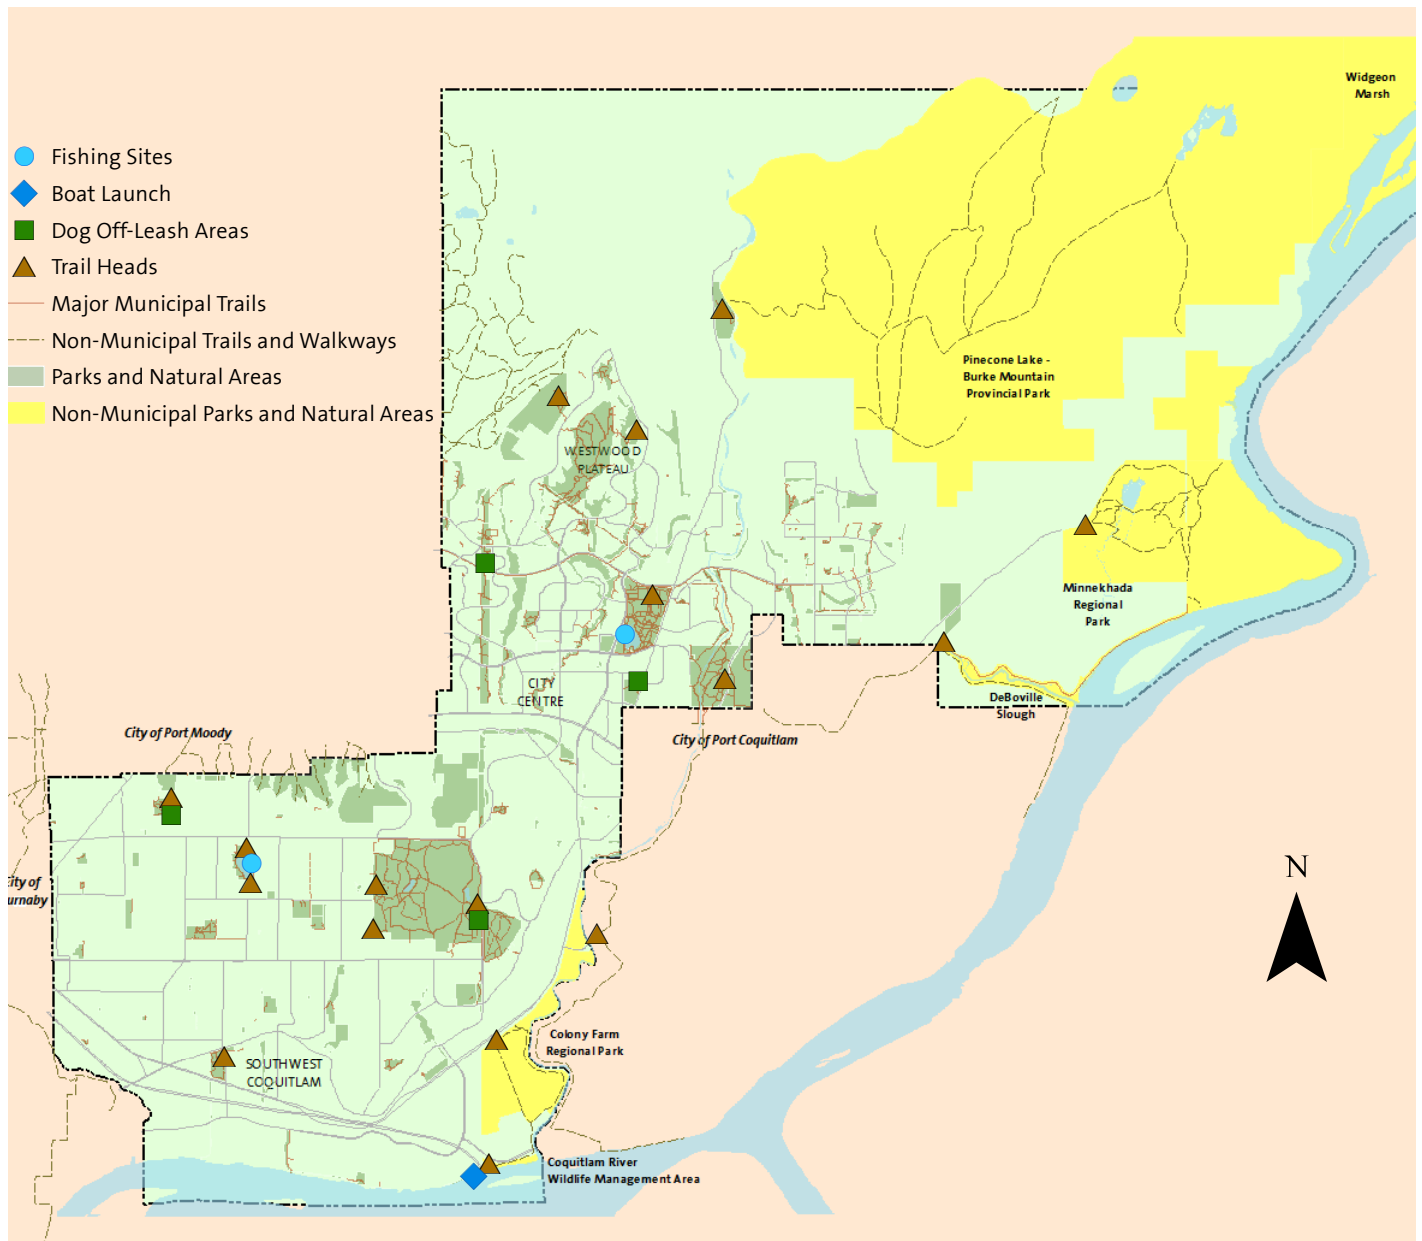 Widgeon
Marsh
Fishing Sites
Boat Launch
Dog Off-Leash Areas
Trail Heads
Major Municipal Trails
Non-Municipal Trails and Walkways
Parks and Natural Areas
Non-Municipal Parks and Natural Areas
Pinecone Lake -
Burke Mountain
Provincial Park
WESTWOOD
PLATEAU
Minnekhada
Regional
Park
CITY
CENTRE
DeBoville
Slough
City of Port Moody
City of Port Coquitlam
N
City of
urnaby
Colony Farm
Regional Park
SOUTHWEST
COQUITLAM
Coquitlam River
Wildlife Management Area